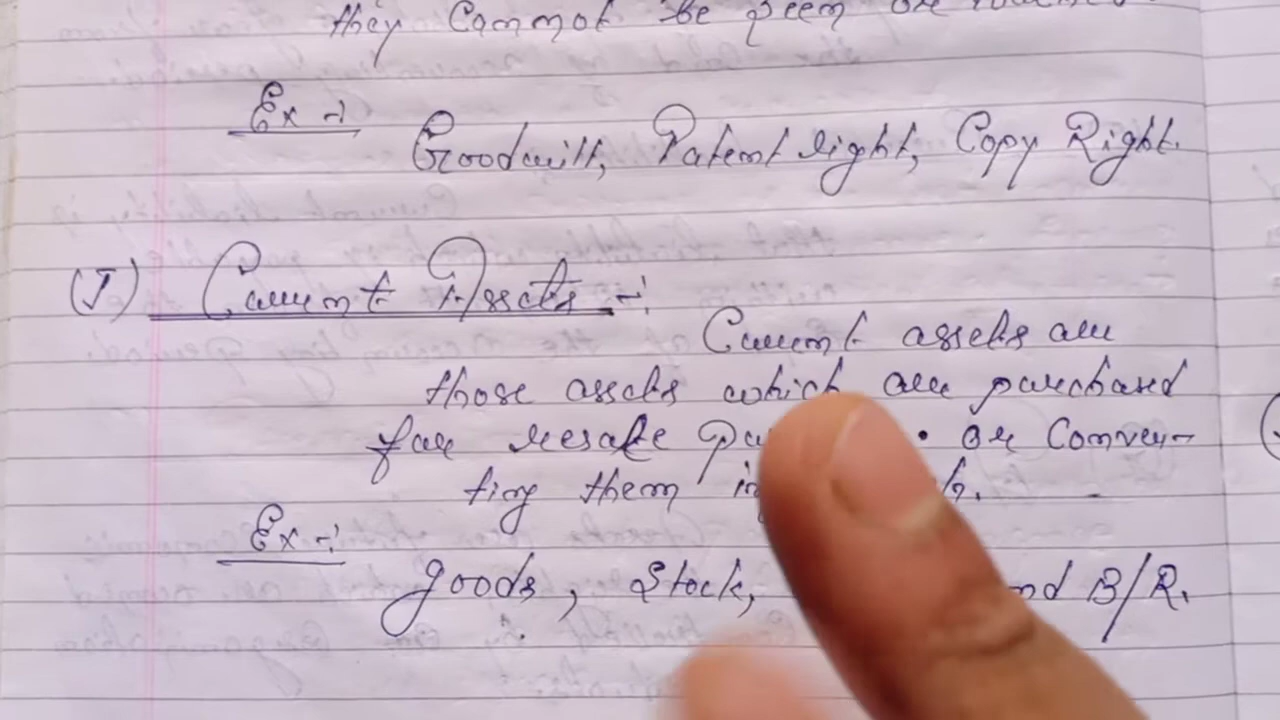 they Cannot be seen or
Ex :-
Goodwill, Patent right, Copy Right.
(J) Current Assets :-
Current assets are
those assets which are purchased
for resale or Conver-
ting them
Ex :-
goods, Stock, B/R.